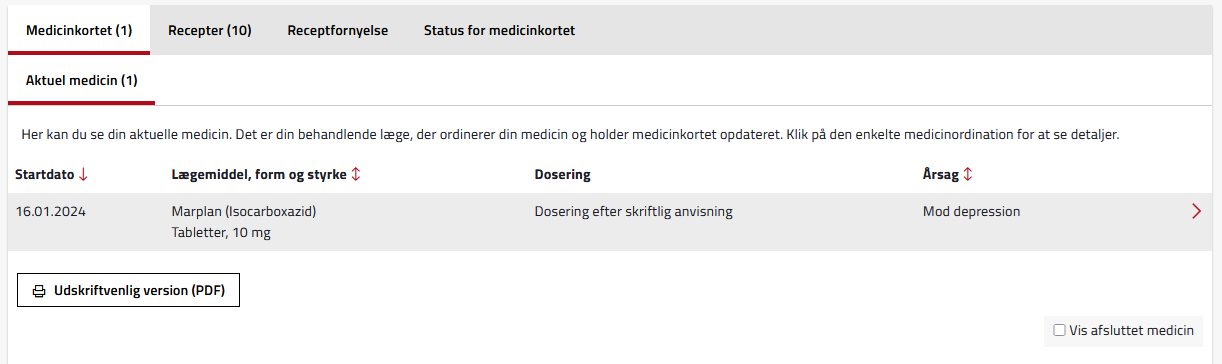 Medicinkortet (1) Recepter (10) Receptfornyelse Status for medicinkortet
Aktuel medicin (1)
Her kan du se din aktuelle medicin. Det er din behandlende læge, der ordinerer din medicin og holder medicinkortet opdateret. Klik på den enkelte medicinordination for at se detaljer.
Startdato Lægemiddel, form og styrke Dosering Årsag
16.01.2024 Marplan (Isocarboxazid) Dosering efter skriftlig anvisning Mod depression
Tabletter, 10 mg
Udskriftvenlig version (PDF)
Vis afsluttet medicin